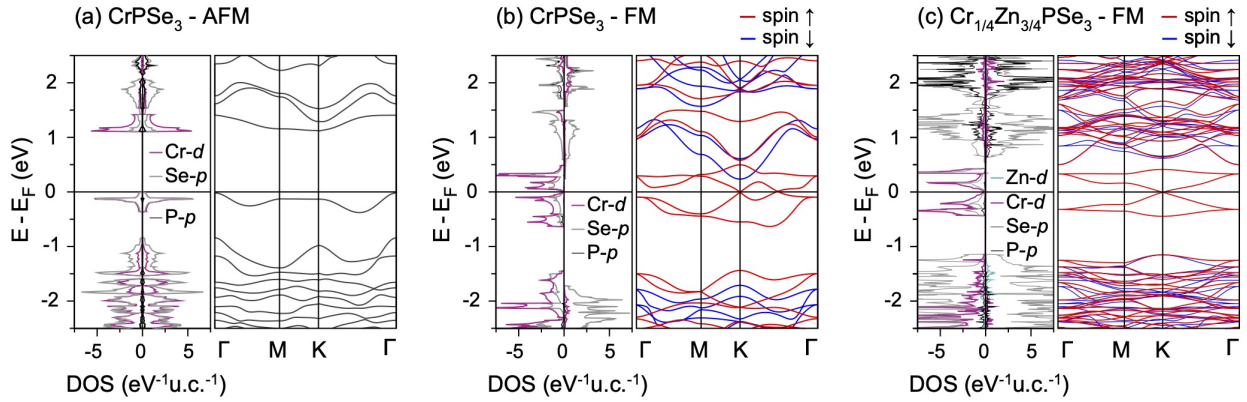 (a) CrPSe₃ - AFM
E - E_F (eV)
2
1
0
-1
-2
Cr-d
Se-p
P-p
-5 0 5
DOS (eV⁻¹u.c.⁻¹)
Γ M K Γ
(b) CrPSe₃ - FM
spin ↑
spin ↓
E - E_F (eV)
2
1
0
-1
-2
Cr-d
Se-p
P-p
-5 0 5
DOS (eV⁻¹u.c.⁻¹)
Γ M K Γ
(c) Cr₁/₄Zn₃/₄PSe₃ - FM
spin ↑
spin ↓
E - E_F (eV)
2
1
0
-1
-2
Zn-d
Cr-d
Se-p
P-p
-5 0 5
DOS (eV⁻¹u.c.⁻¹)
Γ M K Γ